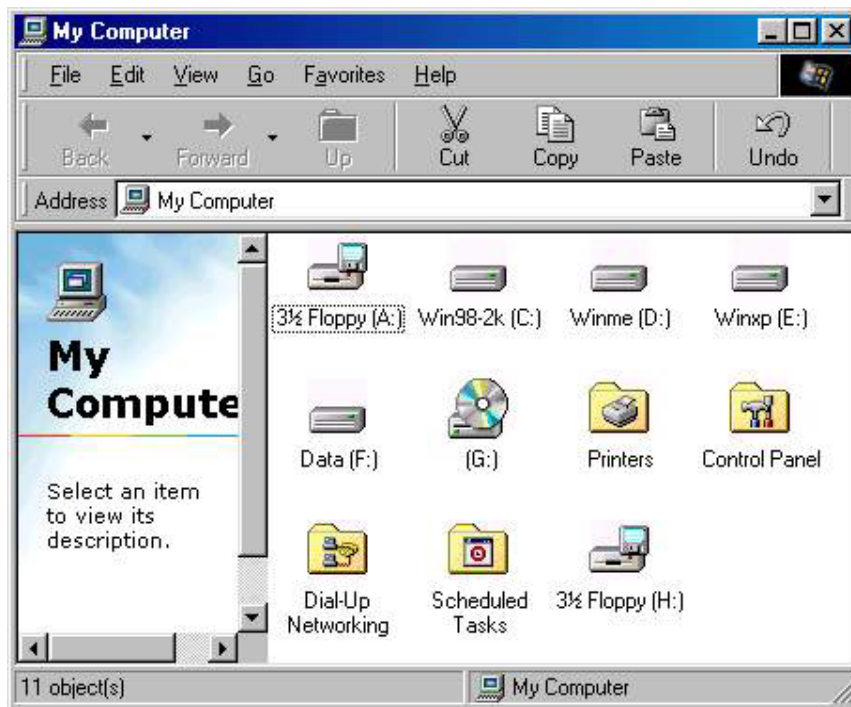 My Computer
File Edit View Go Favorites Help
Back Forward Up Cut Copy Paste Undo
Address My Computer
My
Compute
Select an item
to view its
description.
3½ Floppy (A:) Win98-2k (C:) Winme (D:) Winxp (E:)
Data (F:) (G:) Printers Control Panel
Dial-Up Scheduled 3½ Floppy (H:)
Networking Tasks
11 object(s) My Computer